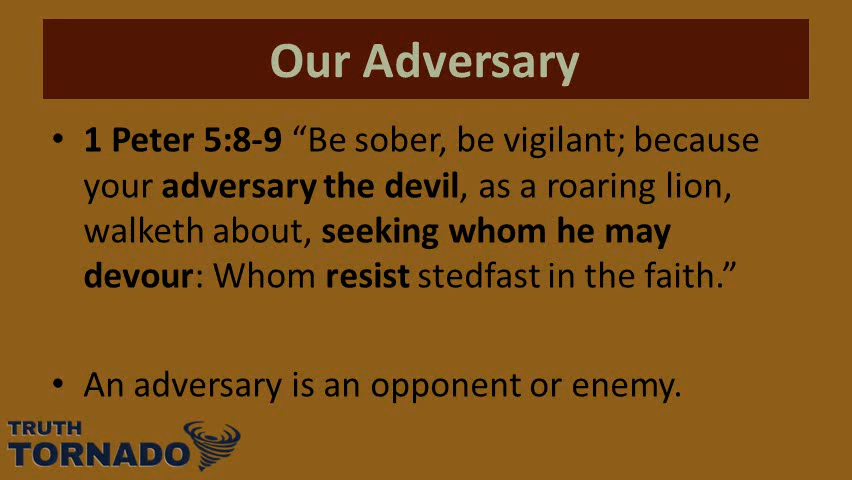 Our Adversary
• 1 Peter 5:8-9 “Be sober, be vigilant; because
your adversary the devil, as a roaring lion,
walketh about, seeking whom he may
devour: Whom resist stedfast in the faith.”
• An adversary is an opponent or enemy.
TRUTH
TORNADO